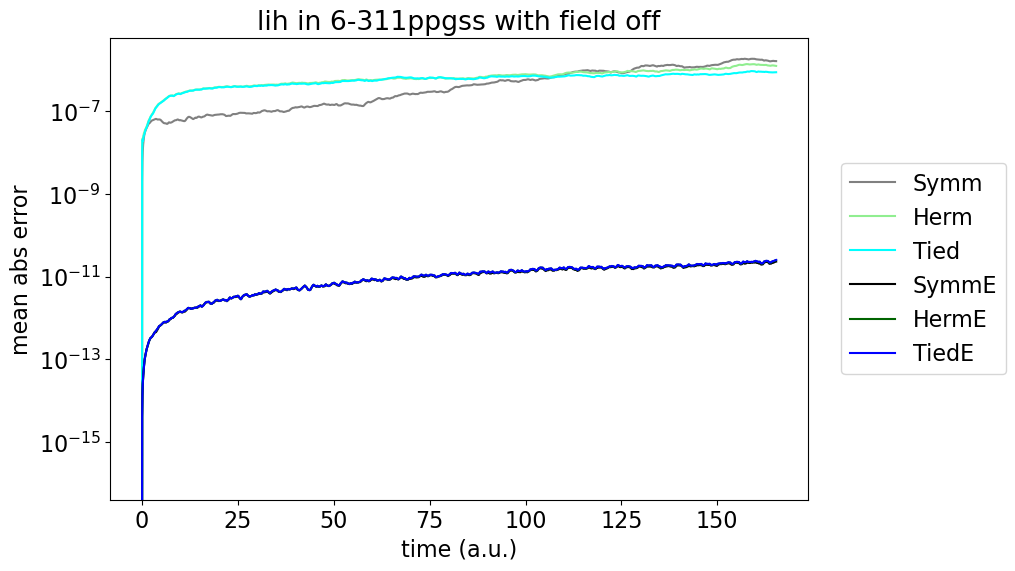 lih in 6-311ppgss with field off
mean abs error
10⁻⁷
10⁻⁹
10⁻¹¹
10⁻¹³
10⁻¹⁵
0 25 50 75 100 125 150
time (a.u.)
Symm
Herm
Tied
SymmE
HermE
TiedE